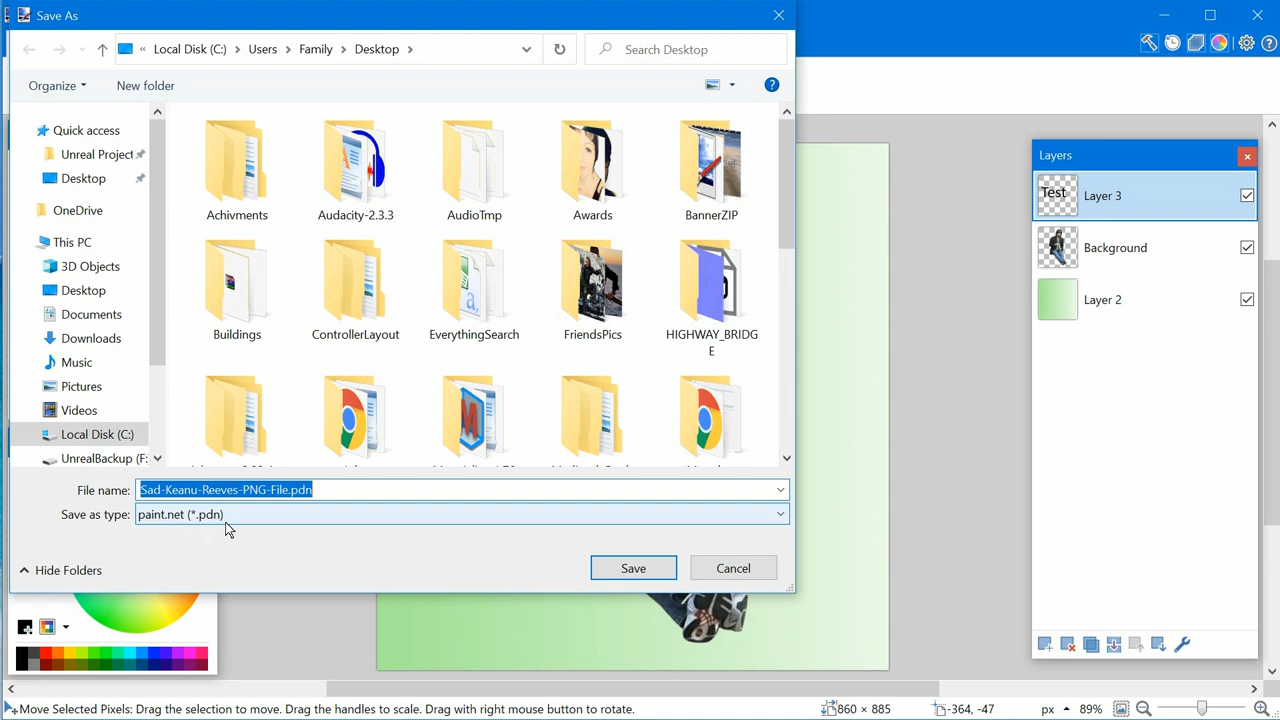 Save As
« Local Disk (C:) > Users > Family > Desktop >
Search Desktop
Organize
New folder
Quick access
Unreal Project
Desktop
OneDrive
This PC
3D Objects
Desktop
Documents
Downloads
Music
Pictures
Videos
Local Disk (C:)
UnrealBackup (F:
Achivments
Audacity-2.3.3
AudioTmp
Awards
BannerZIP
Buildings
ControllerLayout
EverythingSearch
FriendsPics
HIGHWAY_BRIDG
E
File name:
Sad-Keanu-Reeves-PNG-File.pdn
Save as type:
paint.net (*.pdn)
Hide Folders
Save
Cancel
Layers
Test
Layer 3
Background
Layer 2
Move Selected Pixels: Drag the selection to move. Drag the handles to scale. Drag with right mouse button to rotate.
860 × 885
-364, -47
px
89%